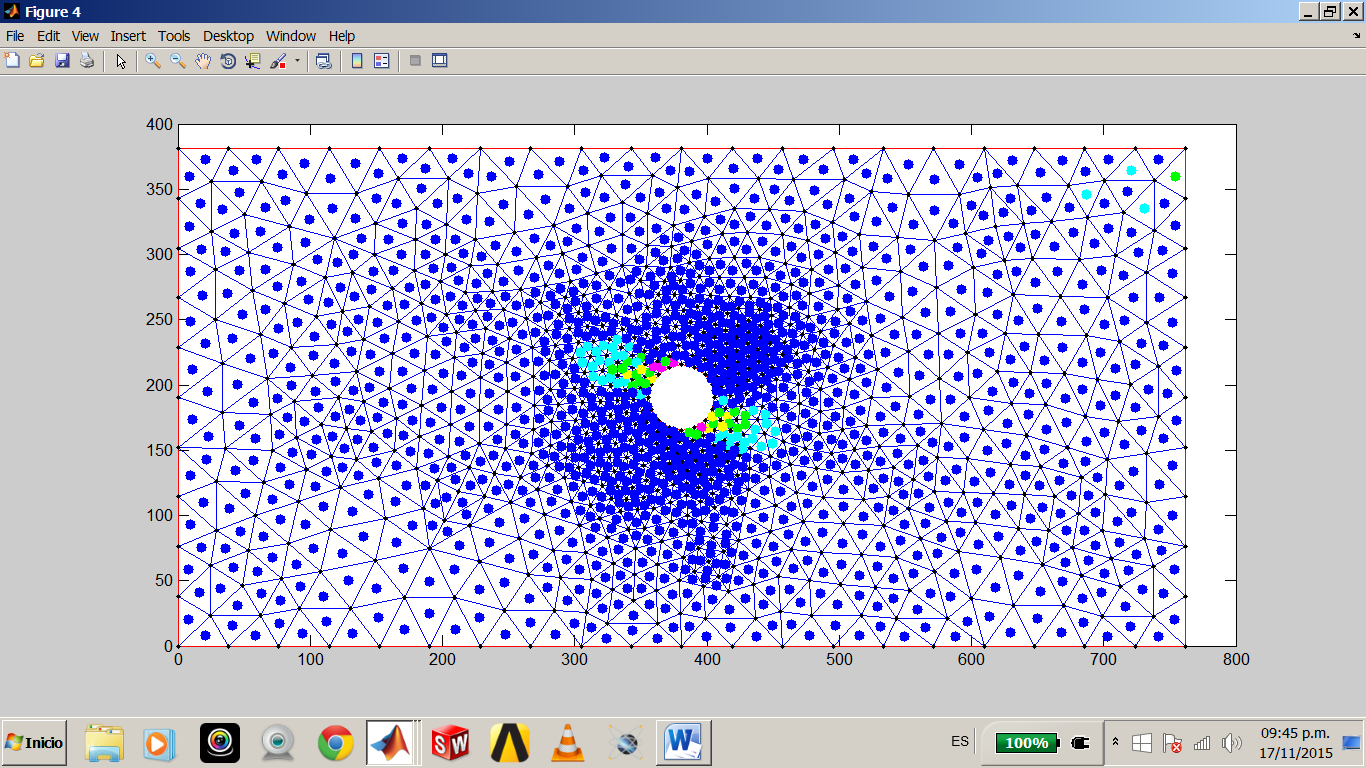 Figure 4
File Edit View Insert Tools Desktop Window Help
400
350
300
250
200
150
100
50
0
0 100 200 300 400 500 600 700 800
Inicio
SW
W
ES
100%
09:45 p.m.
17/11/2015